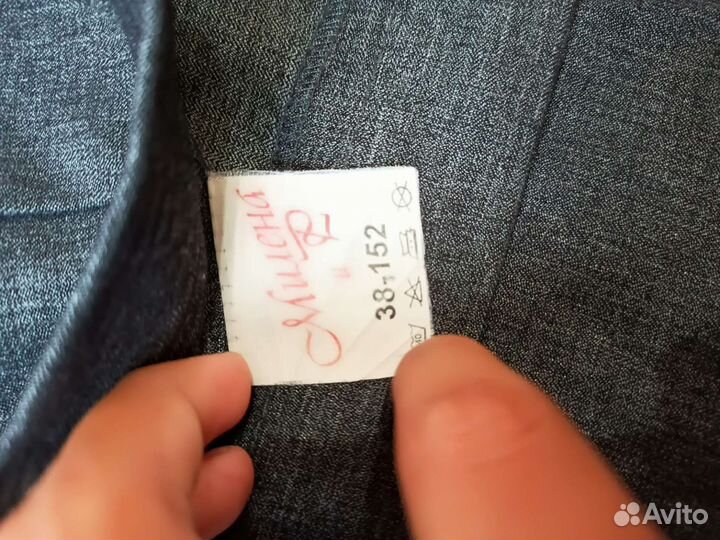 Милена
и
R
38-152
Avito